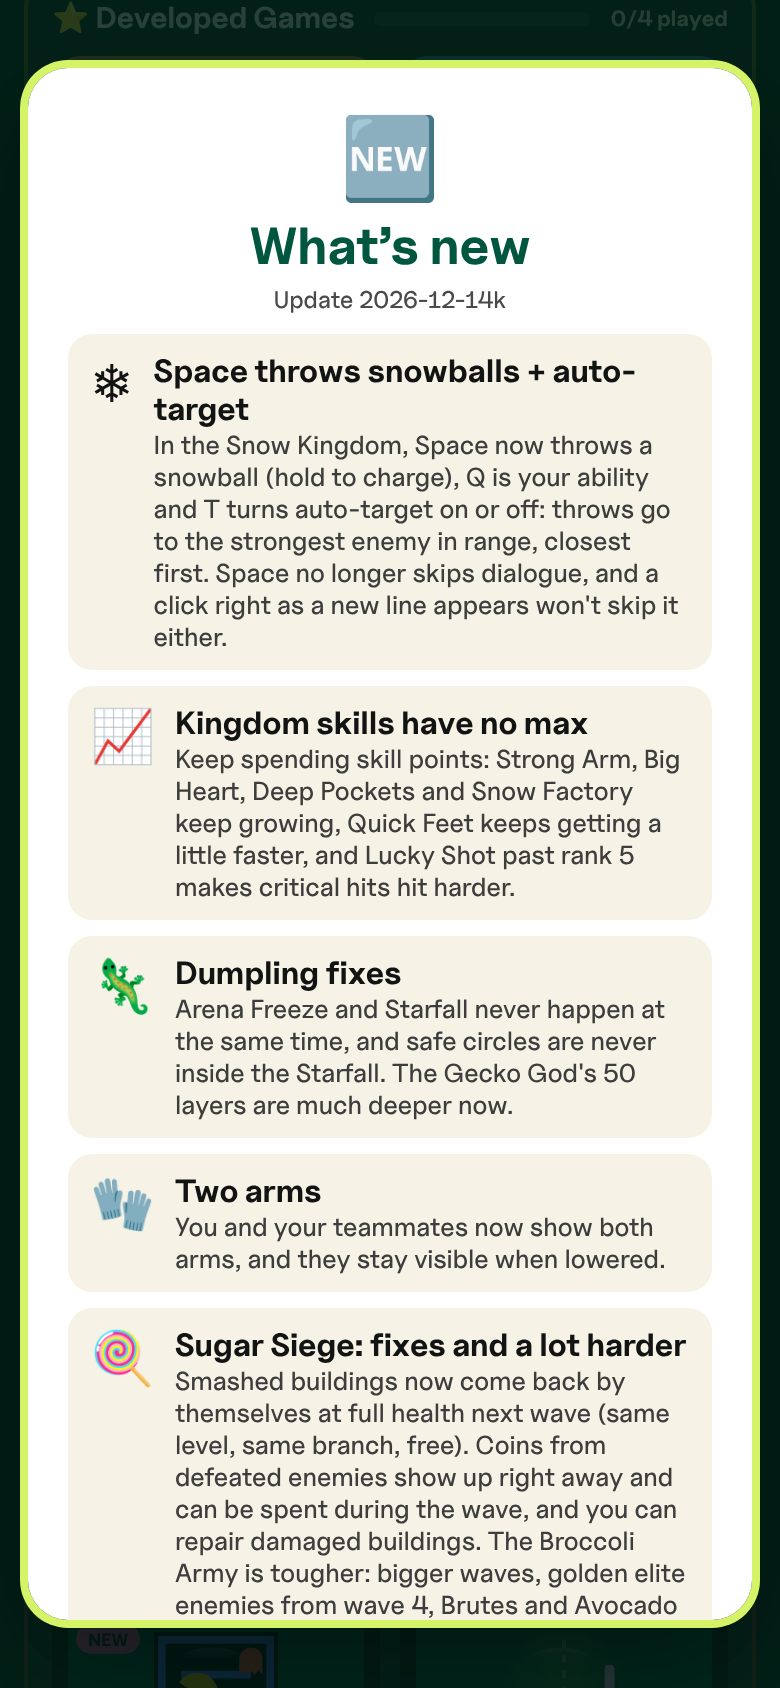 Developed Games
0/4 played
NEW
What's new
Update 2026-12-14k
Space throws snowballs + auto-
target
In the Snow Kingdom, Space now throws a
snowball (hold to charge), Q is your ability
and T turns auto-target on or off: throws go
to the strongest enemy in range, closest
first. Space no longer skips dialogue, and a
click right as a new line appears won't skip it
either.
Kingdom skills have no max
Keep spending skill points: Strong Arm, Big
Heart, Deep Pockets and Snow Factory
keep growing, Quick Feet keeps getting a
little faster, and Lucky Shot past rank 5
makes critical hits hit harder.
Dumpling fixes
Arena Freeze and Starfall never happen at
the same time, and safe circles are never
inside the Starfall. The Gecko God's 50
layers are much deeper now.
Two arms
You and your teammates now show both
arms, and they stay visible when lowered.
Sugar Siege: fixes and a lot harder
Smashed buildings now come back by
themselves at full health next wave (same
level, same branch, free). Coins from
defeated enemies show up right away and
can be spent during the wave, and you can
repair damaged buildings. The Broccoli
Army is tougher: bigger waves, golden elite
enemies from wave 4, Brutes and Avocado
NEW